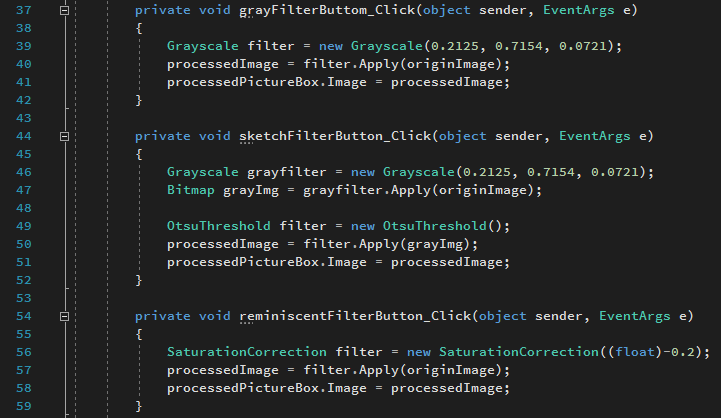 37 private void grayFilterButtom_Click(object sender, EventArgs e)
38 {
39 Grayscale filter = new Grayscale(0.2125, 0.7154, 0.0721);
40 processedImage = filter.Apply(originImage);
41 processedPictureBox.Image = processedImage;
42 }
43
44 private void sketchFilterButton_Click(object sender, EventArgs e)
45 {
46 Grayscale grayfilter = new Grayscale(0.2125, 0.7154, 0.0721);
47 Bitmap grayImg = grayfilter.Apply(originImage);
48
49 OtsuThreshold filter = new OtsuThreshold();
50 processedImage = filter.Apply(grayImg);
51 processedPictureBox.Image = processedImage;
52 }
53
54 private void reminiscentFilterButton_Click(object sender, EventArgs e)
55 {
56 SaturationCorrection filter = new SaturationCorrection((float)-0.2);
57 processedImage = filter.Apply(originImage);
58 processedPictureBox.Image = processedImage;
59 }